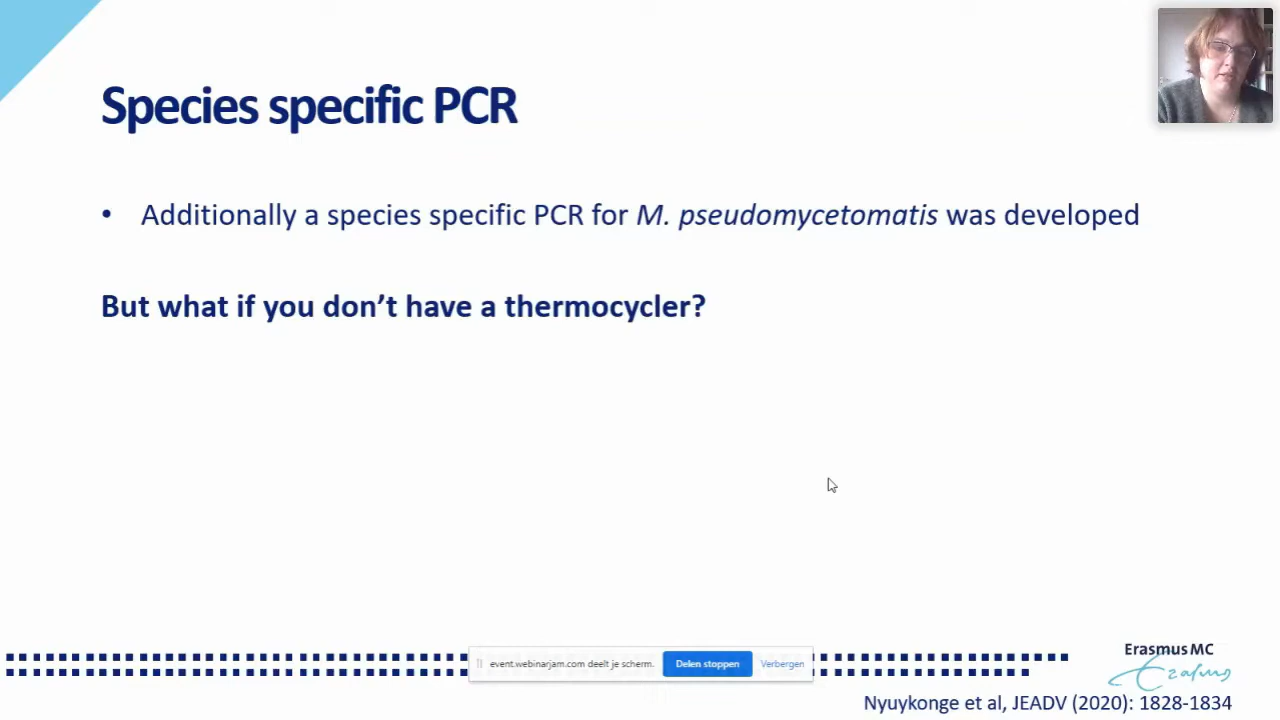 Species specific PCR
• Additionally a species specific PCR for M. pseudomycetomatis was developed
But what if you don’t have a thermocycler?
event.webinarjam.com deelt je scherm.
Delen stoppen
Verbergen
Erasmus MC
Erasmus
Nyuykonge et al, JEADV (2020): 1828-1834